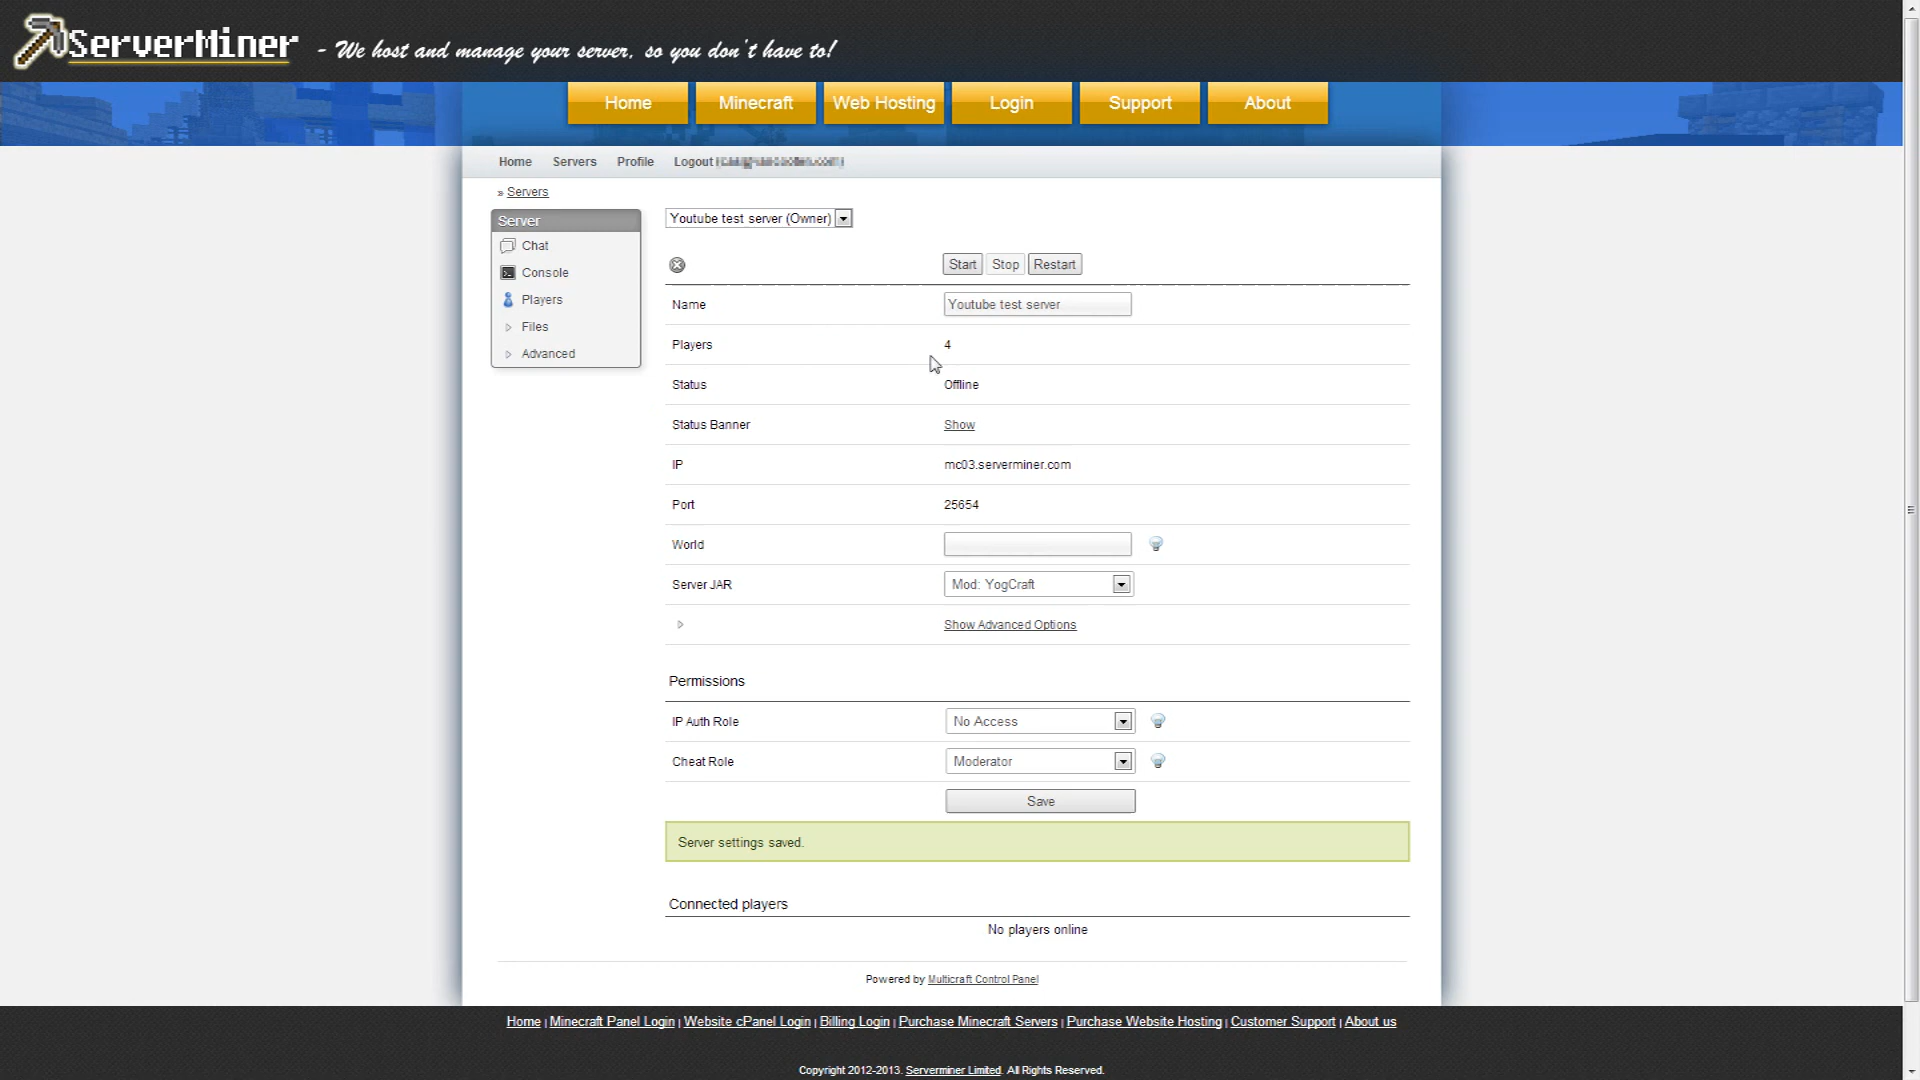 ServerMiner - We host and manage your server, so you don't have to!
Home Minecraft Web Hosting Login Support About
Home Servers Profile Logout
» Servers
Server
Chat
Console
Players
Files
Advanced
Youtube test server (Owner)
Start Stop Restart
Name Youtube test server
Players 4
Status Offline
Status Banner Show
IP mc03.serverminer.com
Port 25654
World
Server JAR Mod: YogCraft
Show Advanced Options
Permissions
IP Auth Role No Access
Cheat Role Moderator
Save
Server settings saved.
Connected players
No players online
Powered by Multicraft Control Panel
Home | Minecraft Panel Login | Website cPanel Login | Billing Login | Purchase Minecraft Servers | Purchase Website Hosting | Customer Support | About us
Copyright 2012-2013. Serverminer Limited. All Rights Reserved.